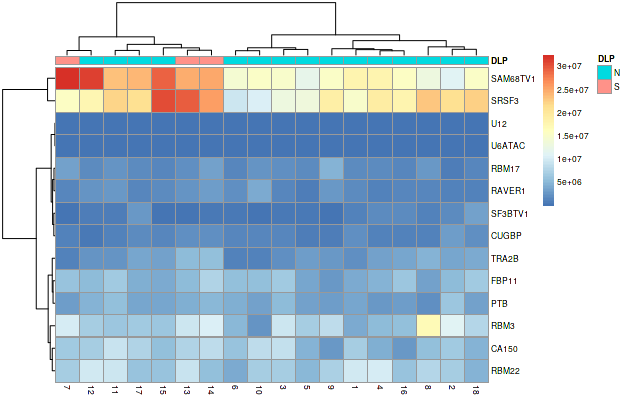 DLP
SAM68TV1
SRSF3
U12
U6ATAC
RBM17
RAVER1
SF3BTV1
CUGBP
TRA2B
FBP11
PTB
RBM3
CA150
RBM22
7 12 11 17 15 13 14 6 10 3 5 9 1 4 16 8 2 18
3e+07
2.5e+07
2e+07
1.5e+07
1e+07
5e+06
DLP
N
S